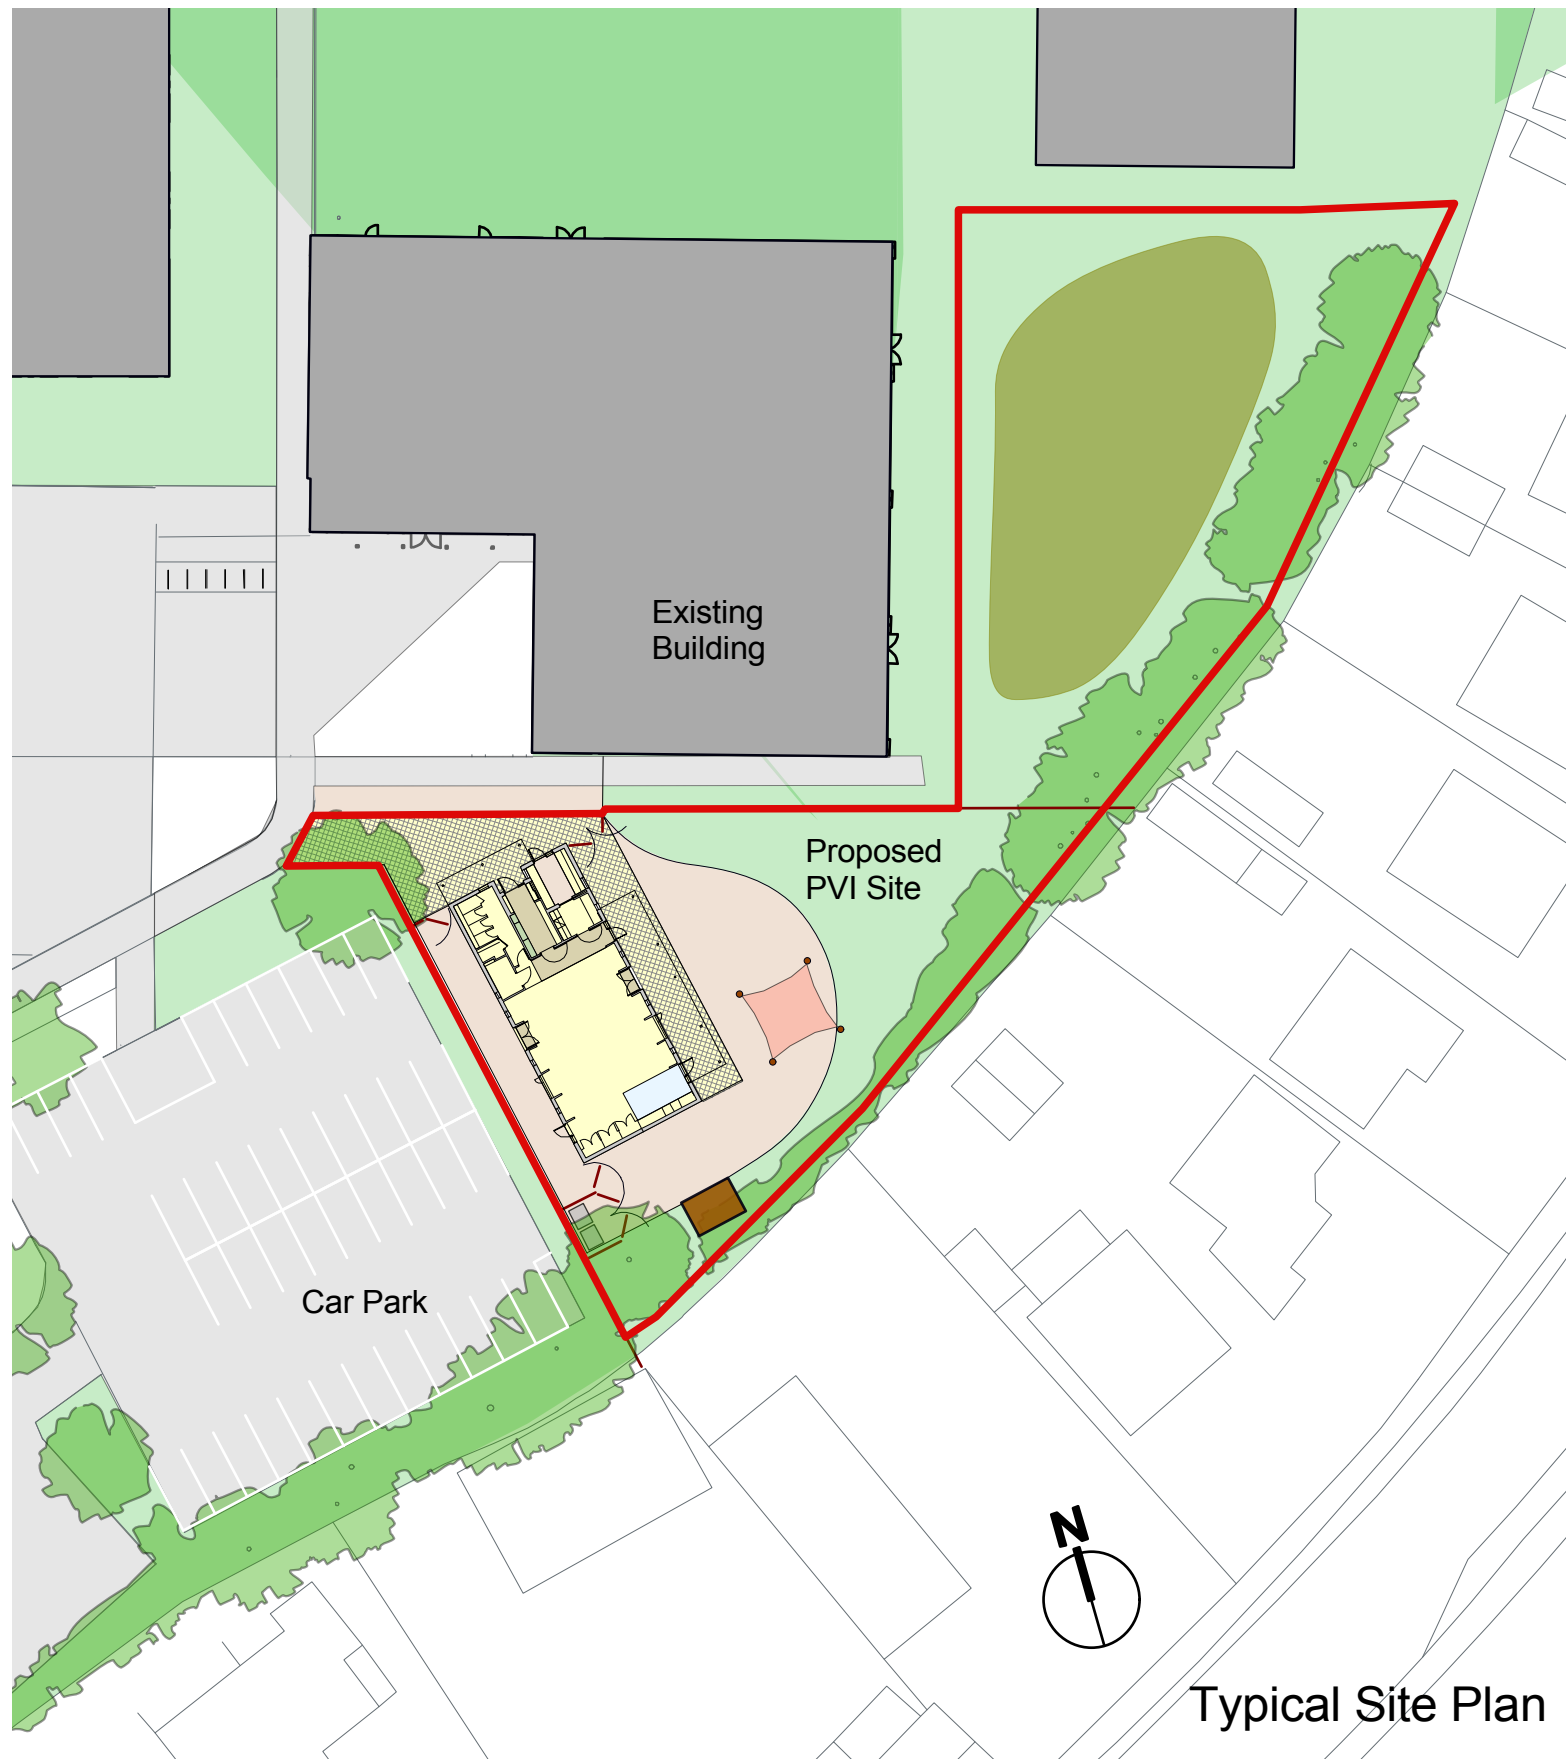 Existing
Building
Proposed
PVI Site
Car Park
N
Typical Site Plan